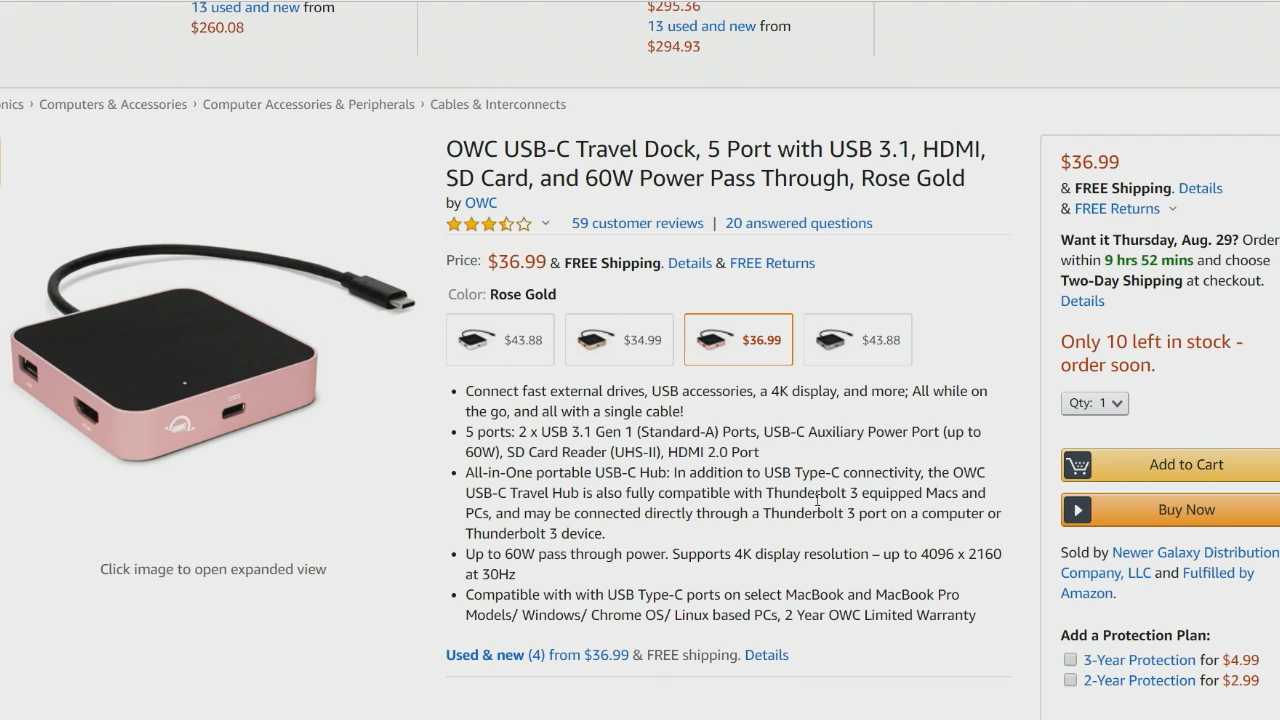 13 used and new from
$260.08
$295.36
13 used and new from
$294.93
nics › Computers & Accessories › Computer Accessories & Peripherals › Cables & Interconnects
OWC USB-C Travel Dock, 5 Port with USB 3.1, HDMI,
SD Card, and 60W Power Pass Through, Rose Gold
by OWC
59 customer reviews | 20 answered questions
Price: $36.99 & FREE Shipping. Details & FREE Returns
Color: Rose Gold
$43.88
$34.99
$36.99
$43.88
• Connect fast external drives, USB accessories, a 4K display, and more; All while on
the go, and all with a single cable!
• 5 ports: 2 x USB 3.1 Gen 1 (Standard-A) Ports, USB-C Auxiliary Power Port (up to
60W), SD Card Reader (UHS-II), HDMI 2.0 Port
• All-in-One portable USB-C Hub: In addition to USB Type-C connectivity, the OWC
USB-C Travel Hub is also fully compatible with Thunderbolt 3 equipped Macs and
PCs, and may be connected directly through a Thunderbolt 3 port on a computer or
Thunderbolt 3 device.
• Up to 60W pass through power. Supports 4K display resolution – up to 4096 x 2160
at 30Hz
• Compatible with with USB Type-C ports on select MacBook and MacBook Pro
Models/ Windows/ Chrome OS/ Linux based PCs, 2 Year OWC Limited Warranty
Used & new (4) from $36.99 & FREE shipping. Details
Click image to open expanded view
$36.99
& FREE Shipping. Details
& FREE Returns
Want it Thursday, Aug. 29? Order
within 9 hrs 52 mins and choose
Two-Day Shipping at checkout.
Details
Only 10 left in stock -
order soon.
Qty: 1
Add to Cart
Buy Now
Sold by Newer Galaxy Distribution
Company, LLC and Fulfilled by
Amazon.
Add a Protection Plan:
3-Year Protection for $4.99
2-Year Protection for $2.99